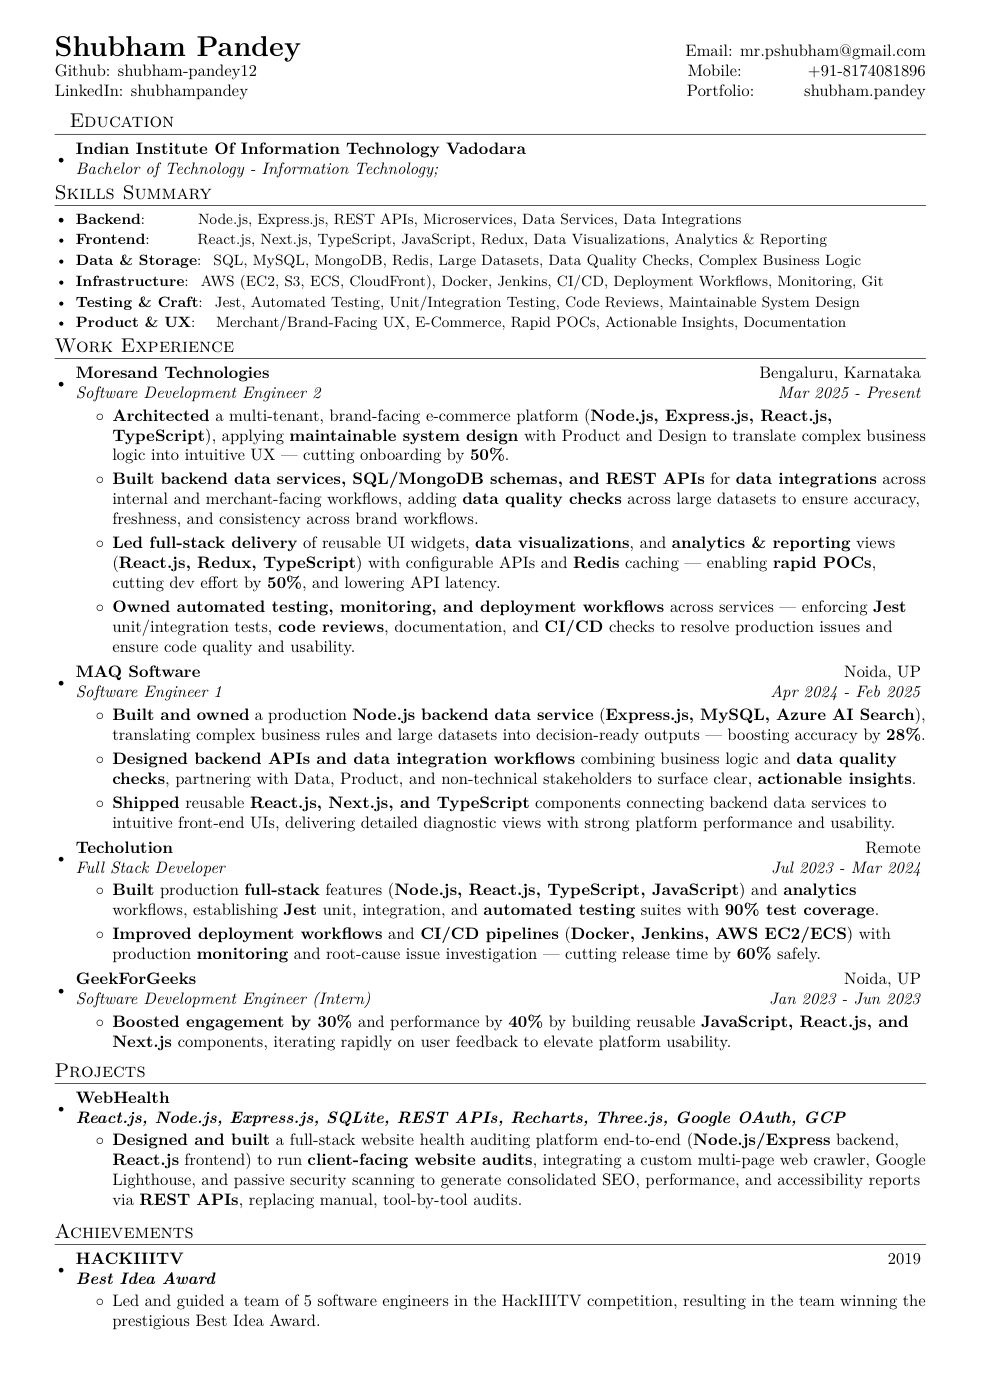 Shubham Pandey
Github: shubham-pandey12
LinkedIn: shubhampandey
Email: mr.pshubham@gmail.com
Mobile: +91-8174081896
Portfolio: shubham.pandey
Education
• Indian Institute Of Information Technology Vadodara
Bachelor of Technology - Information Technology;
Skills Summary
• Backend: Node.js, Express.js, REST APIs, Microservices, Data Services, Data Integrations
• Frontend: React.js, Next.js, TypeScript, JavaScript, Redux, Data Visualizations, Analytics & Reporting
• Data & Storage: SQL, MySQL, MongoDB, Redis, Large Datasets, Data Quality Checks, Complex Business Logic
• Infrastructure: AWS (EC2, S3, ECS, CloudFront), Docker, Jenkins, CI/CD, Deployment Workflows, Monitoring, Git
• Testing & Craft: Jest, Automated Testing, Unit/Integration Testing, Code Reviews, Maintainable System Design
• Product & UX: Merchant/Brand-Facing UX, E-Commerce, Rapid POCs, Actionable Insights, Documentation
Work Experience
• Moresand Technologies Bengaluru, Karnataka
Software Development Engineer 2 Mar 2025 - Present
◦ Architected a multi-tenant, brand-facing e-commerce platform (Node.js, Express.js, React.js,
TypeScript), applying maintainable system design with Product and Design to translate complex business
logic into intuitive UX — cutting onboarding by 50%.
◦ Built backend data services, SQL/MongoDB schemas, and REST APIs for data integrations across
internal and merchant-facing workflows, adding data quality checks across large datasets to ensure accuracy,
freshness, and consistency across brand workflows.
◦ Led full-stack delivery of reusable UI widgets, data visualizations, and analytics & reporting views
(React.js, Redux, TypeScript) with configurable APIs and Redis caching — enabling rapid POCs,
cutting dev effort by 50%, and lowering API latency.
◦ Owned automated testing, monitoring, and deployment workflows across services — enforcing Jest
unit/integration tests, code reviews, documentation, and CI/CD checks to resolve production issues and
ensure code quality and usability.
• MAQ Software Noida, UP
Software Engineer 1 Apr 2024 - Feb 2025
◦ Built and owned a production Node.js backend data service (Express.js, MySQL, Azure AI Search),
translating complex business rules and large datasets into decision-ready outputs — boosting accuracy by 28%.
◦ Designed backend APIs and data integration workflows combining business logic and data quality
checks, partnering with Data, Product, and non-technical stakeholders to surface clear, actionable insights.
◦ Shipped reusable React.js, Next.js, and TypeScript components connecting backend data services to
intuitive front-end UIs, delivering detailed diagnostic views with strong platform performance and usability.
• Techolution Remote
Full Stack Developer Jul 2023 - Mar 2024
◦ Built production full-stack features (Node.js, React.js, TypeScript, JavaScript) and analytics
workflows, establishing Jest unit, integration, and automated testing suites with 90% test coverage.
◦ Improved deployment workflows and CI/CD pipelines (Docker, Jenkins, AWS EC2/ECS) with
production monitoring and root-cause issue investigation — cutting release time by 60% safely.
• GeekForGeeks Noida, UP
Software Development Engineer (Intern) Jan 2023 - Jun 2023
◦ Boosted engagement by 30% and performance by 40% by building reusable JavaScript, React.js, and
Next.js components, iterating rapidly on user feedback to elevate platform usability.
Projects
• WebHealth
React.js, Node.js, Express.js, SQLite, REST APIs, Recharts, Three.js, Google OAuth, GCP
◦ Designed and built a full-stack website health auditing platform end-to-end (Node.js/Express backend,
React.js frontend) to run client-facing website audits, integrating a custom multi-page web crawler, Google
Lighthouse, and passive security scanning to generate consolidated SEO, performance, and accessibility reports
via REST APIs, replacing manual, tool-by-tool audits.
Achievements
• HACKIIITV 2019
Best Idea Award
◦ Led and guided a team of 5 software engineers in the HackIIITV competition, resulting in the team winning the
prestigious Best Idea Award.